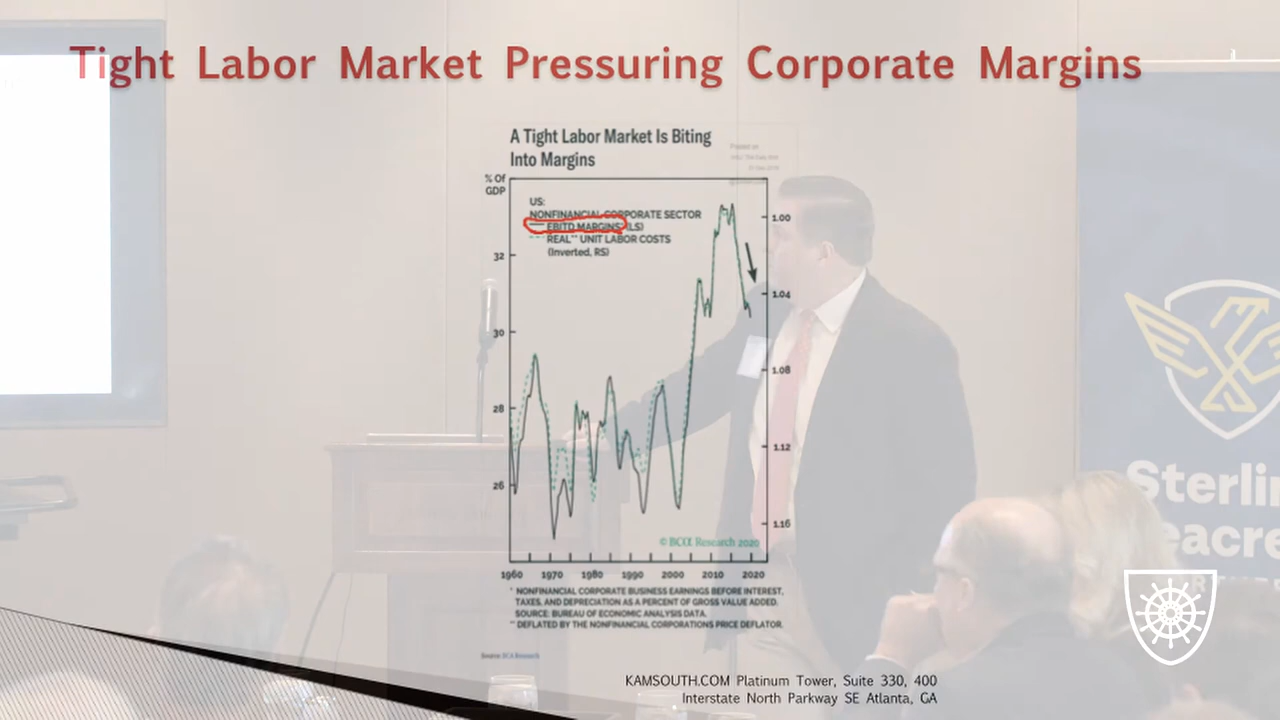 Tight Labor Market Pressuring Corporate Margins
A Tight Labor Market Is Biting
Into Margins
Posted on
% Of
GDP
US:
NONFINANCIAL CORPORATE SECTOR
EBITD MARGINS* (LS)
REAL** UNIT LABOR COSTS
(Inverted, RS)
1.00
32
1.04
30
1.08
28
1.12
26
1.16
© BCA Research 2020
1960 1970 1980 1990 2000 2010 2020
* NONFINANCIAL CORPORATE BUSINESS EARNINGS BEFORE INTEREST,
TAXES, AND DEPRECIATION AS A PERCENT OF GROSS VALUE ADDED.
SOURCE: BUREAU OF ECONOMIC ANALYSIS DATA.
** DEFLATED BY THE NONFINANCIAL CORPORATIONS PRICE DEFLATOR.
Source: BCA Research
Sterlin
eacre
KAMSOUTH.COM Platinum Tower, Suite 330, 400
Interstate North Parkway SE Atlanta, GA